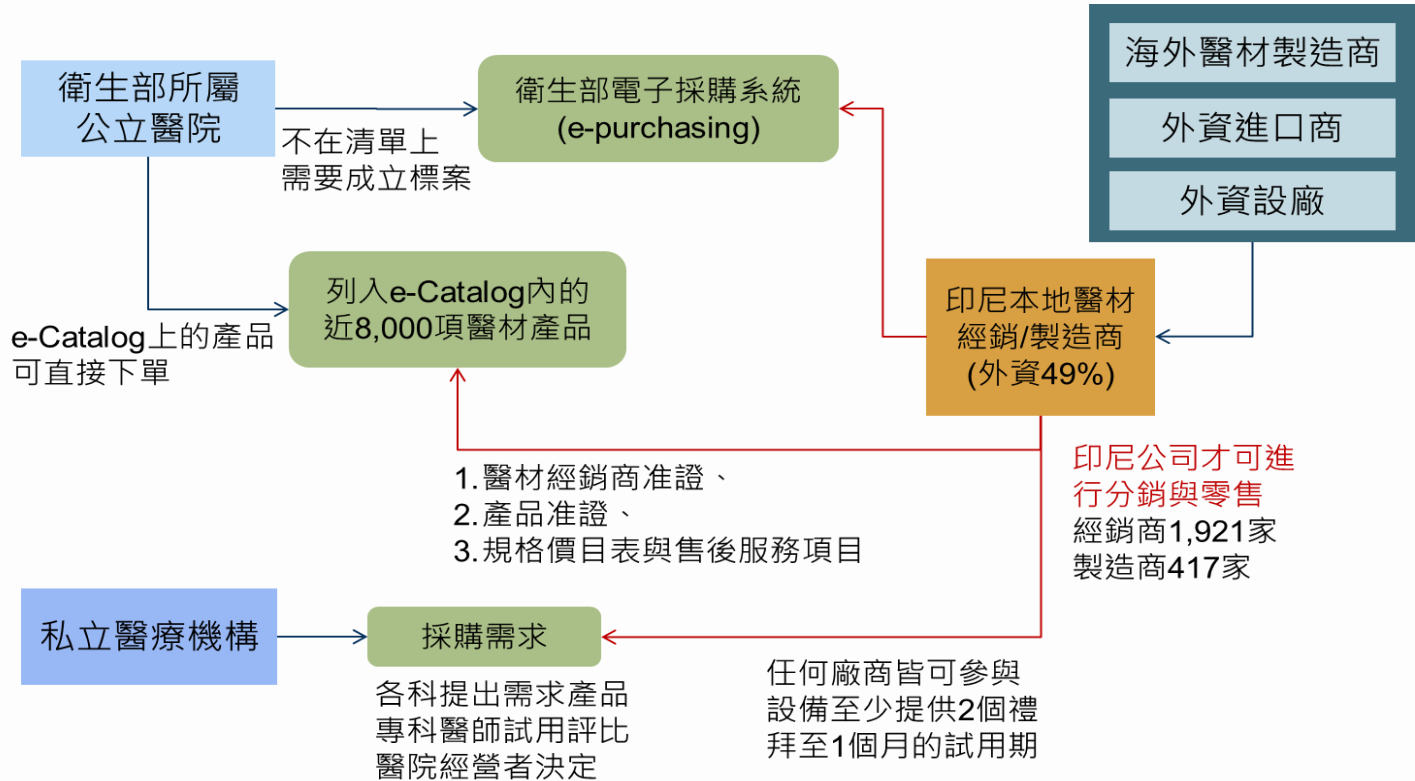 衛生部所屬
公立醫院
不在清單上
需要成立標案
衛生部電子採購系統
(e-purchasing)
海外醫材製造商
外資進口商
外資設廠
e-Catalog上的產品
可直接下單
列入e-Catalog內的
近8,000項醫材產品
印尼本地醫材
經銷/製造商
(外資49%)
1.醫材經銷商准證、
2.產品准證、
3.規格價目表與售後服務項目
印尼公司才可進
行分銷與零售
經銷商1,921家
製造商417家
私立醫療機構
採購需求
各科提出需求產品
專科醫師試用評比
醫院經營者決定
任何廠商皆可參與
設備至少提供2個禮
拜至1個月的試用期